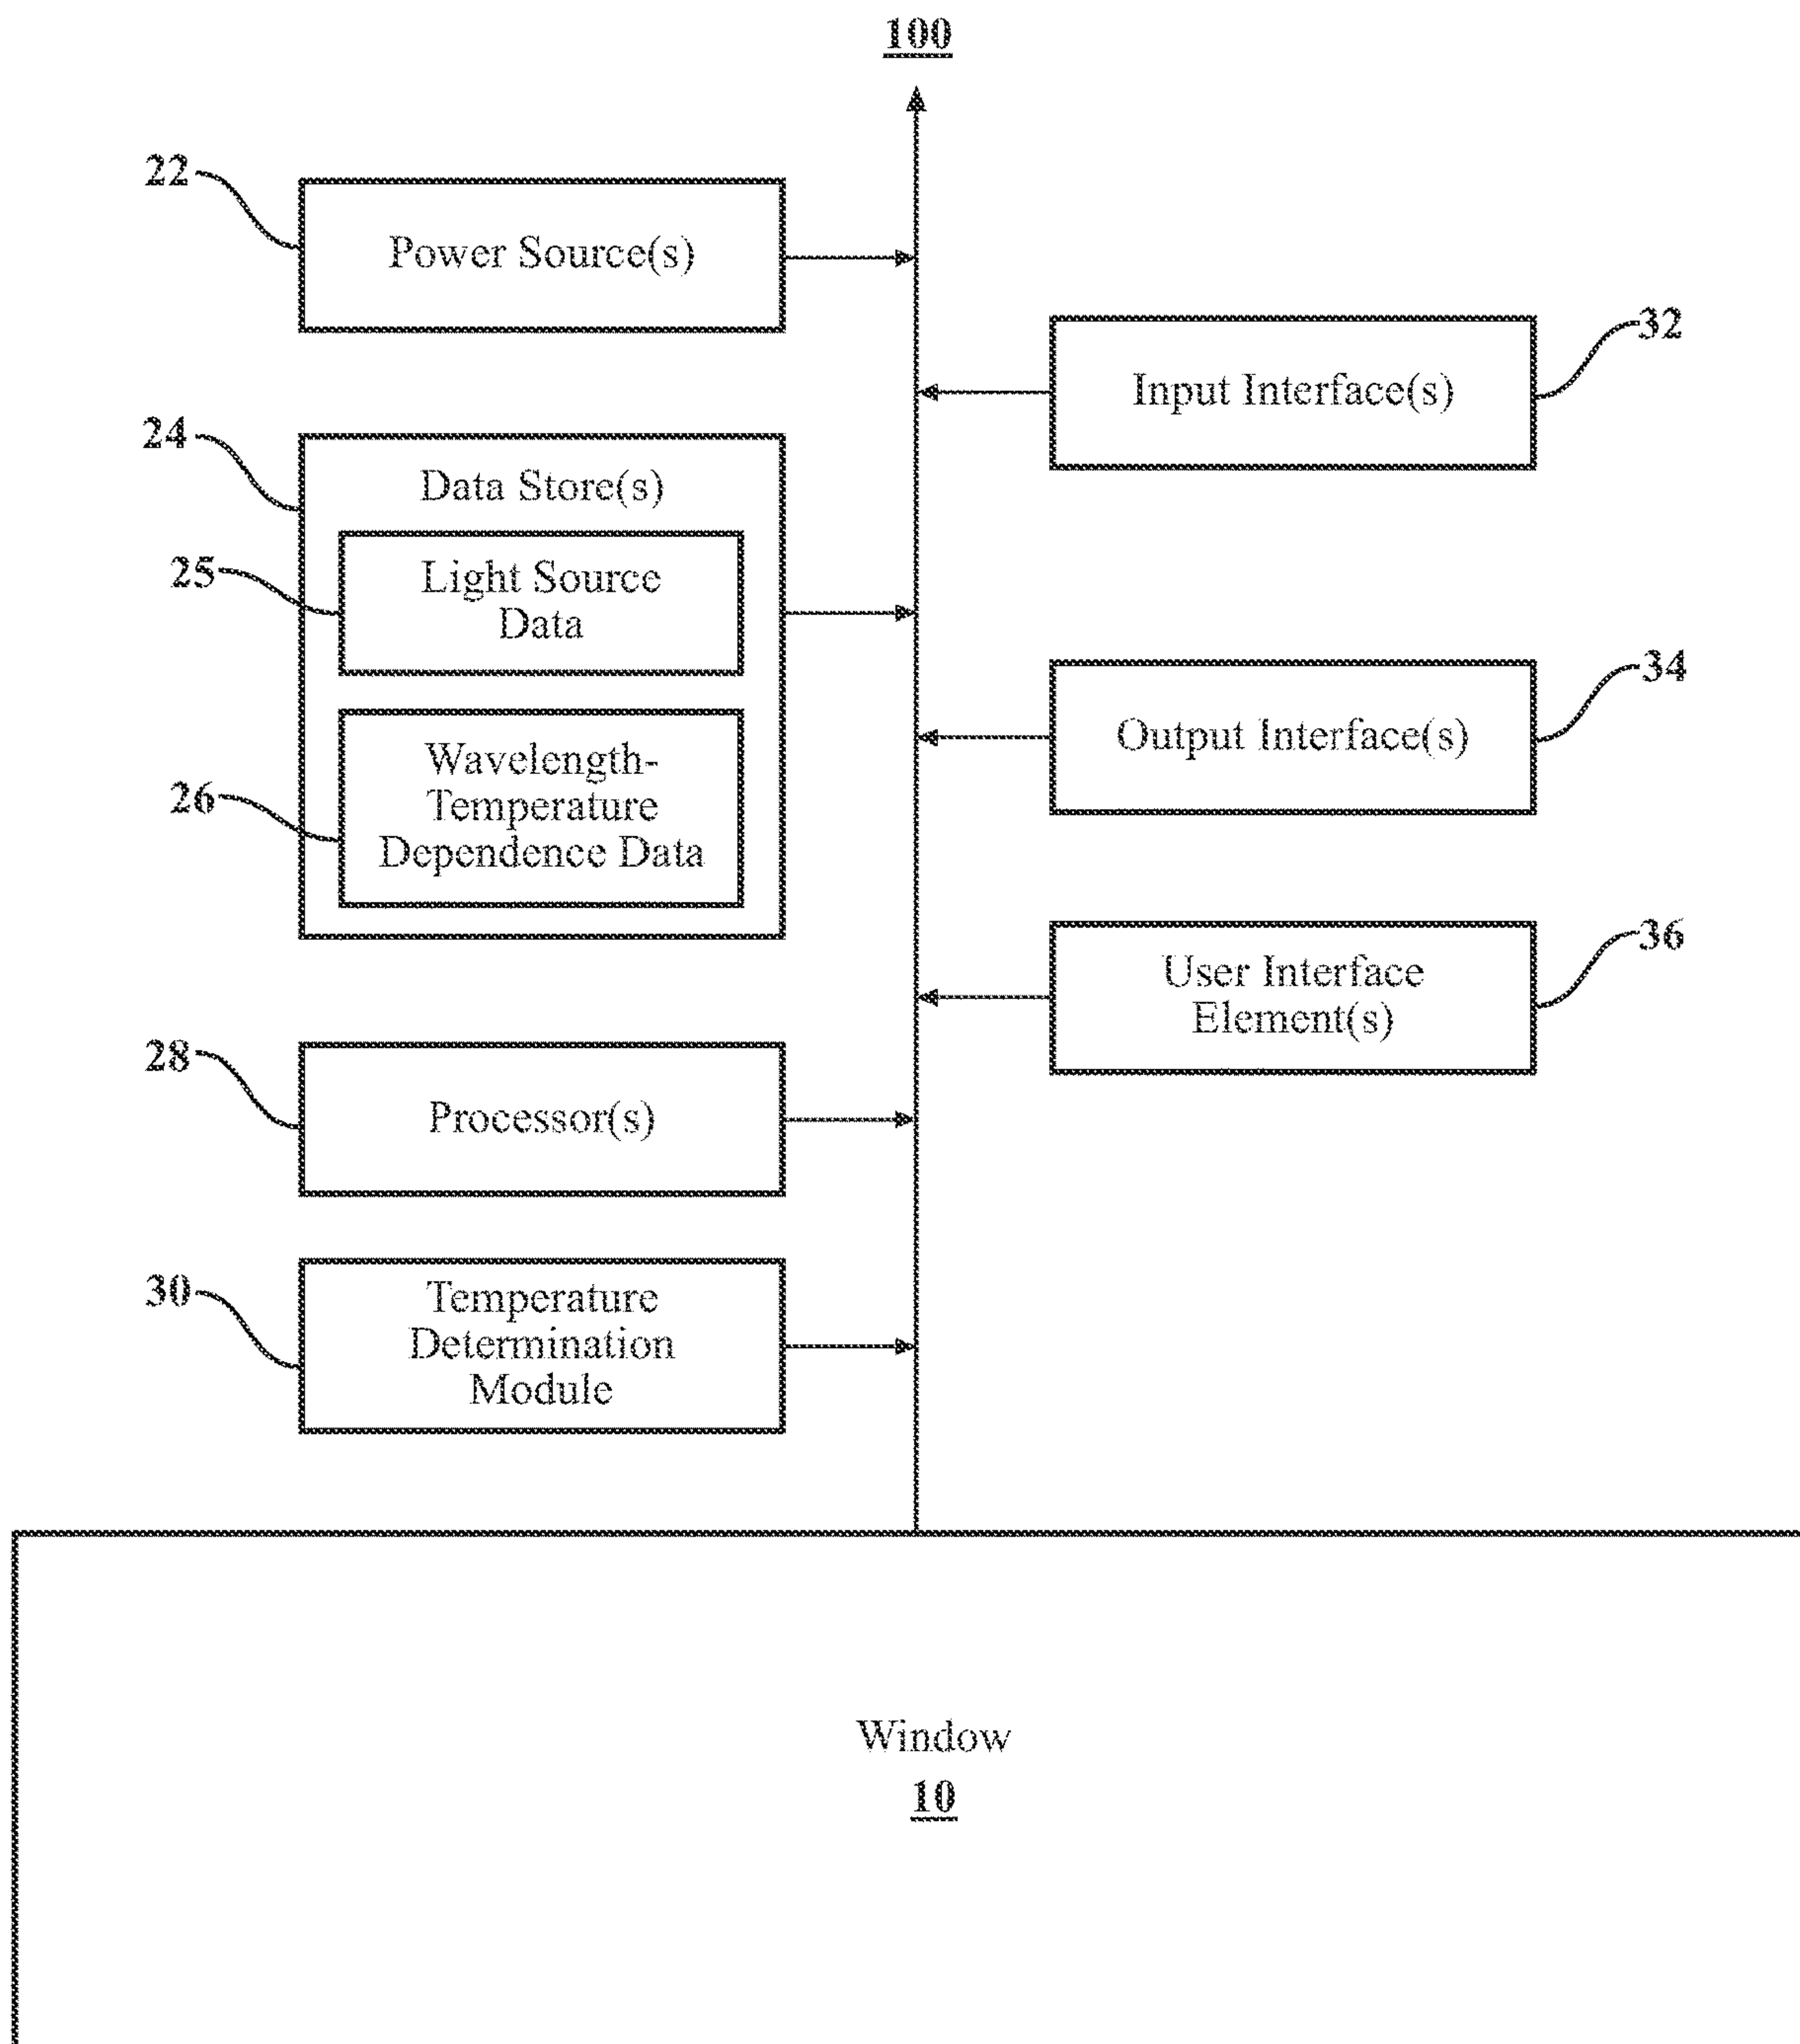 100
22
Power Source(s)
32
Input Interface(s)
24
Data Store(s)
25
Light Source
Data
34
Output Interface(s)
26
Wavelength-
Temperature
Dependence Data
36
User Interface
Element(s)
28
Processor(s)
30
Temperature
Determination
Module
Window
10